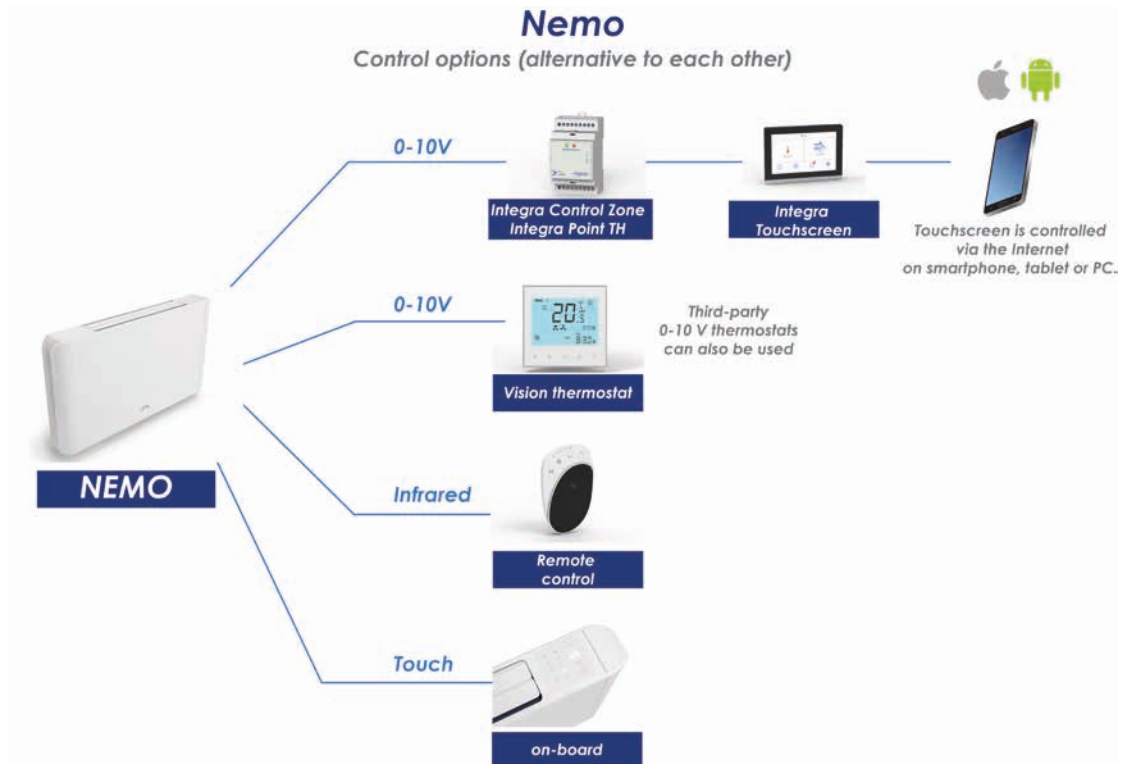 Nemo
Control options (alternative to each other)
0-10V
Integra Control Zone
Integra Point TH
Integra
Touchscreen
Touchscreen is controlled
via the Internet
on smartphone, tablet or PC.
0-10V
Vision thermostat
Third-party
0-10 V thermostats
can also be used
NEMO
Infrared
Remote
control
Touch
on-board